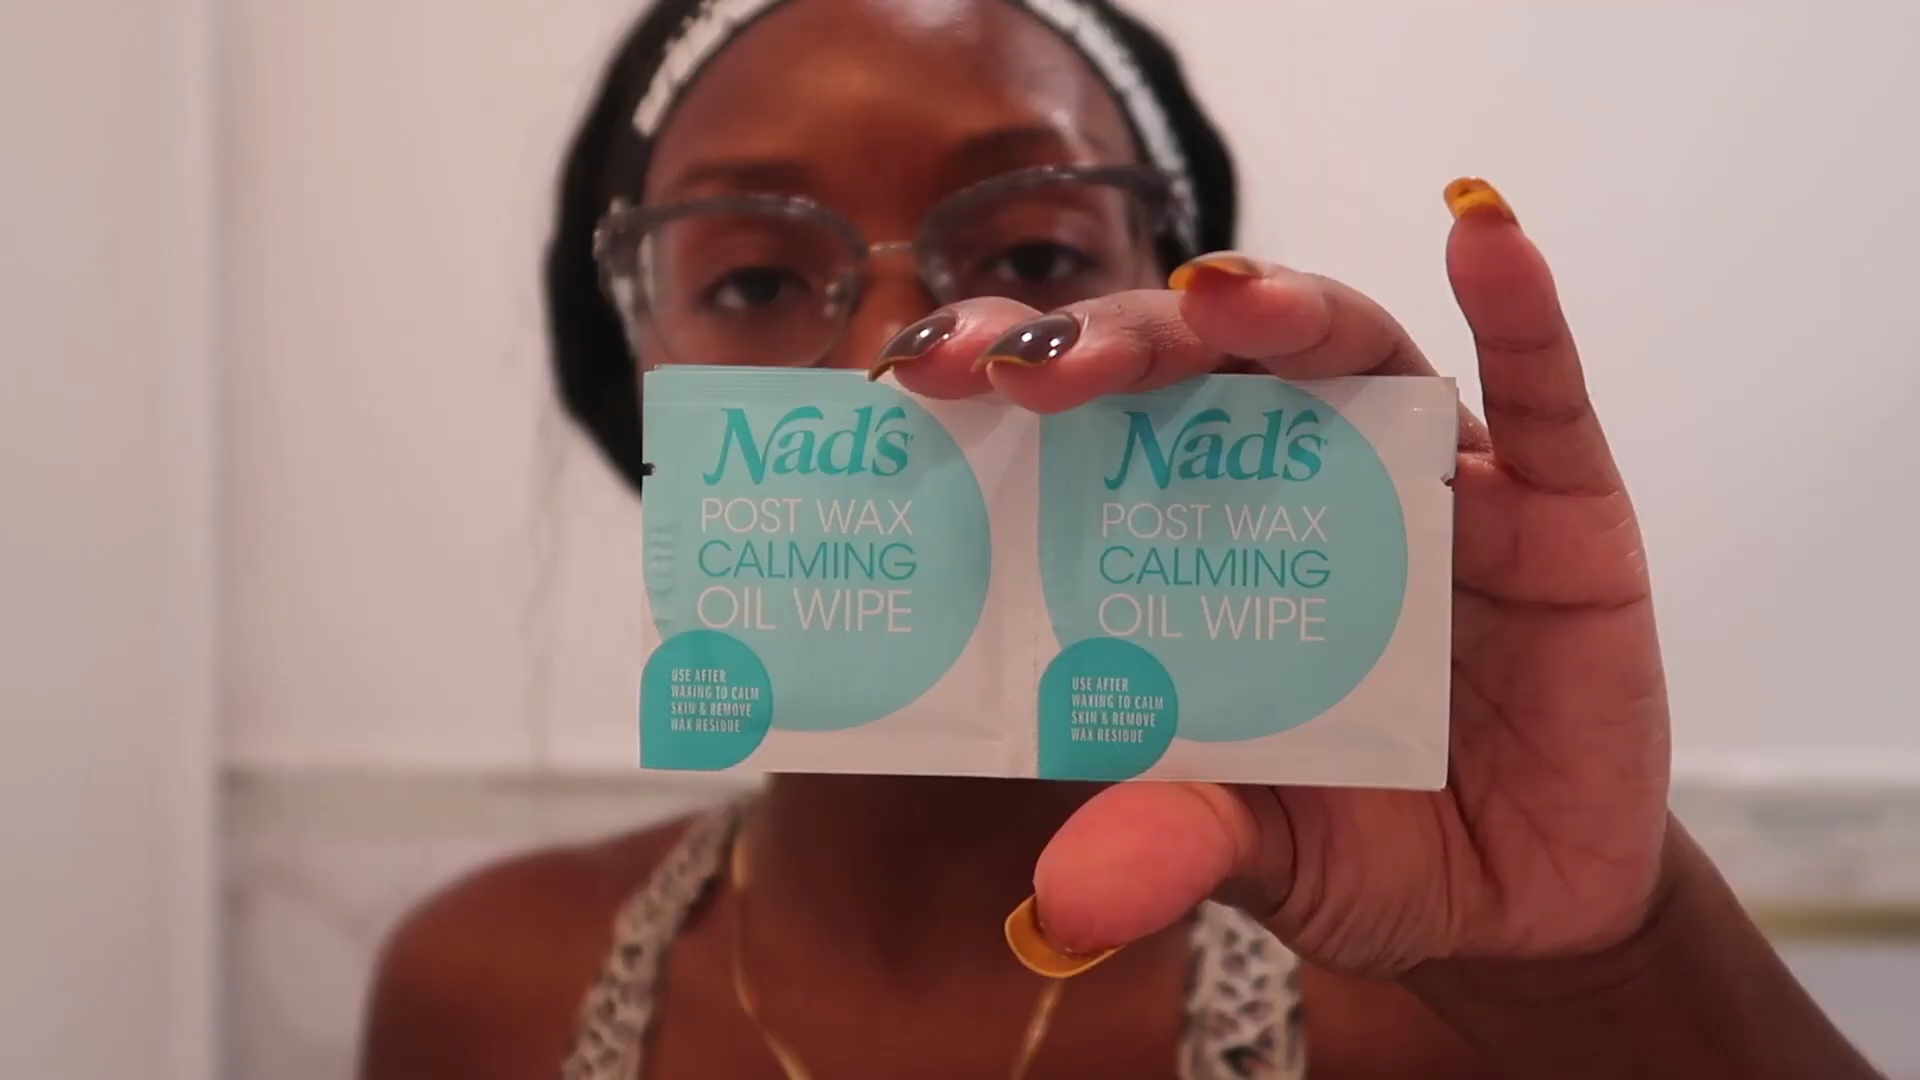 Nad's
POST WAX
CALMING
OIL WIPE
USE AFTER
WAXING TO CALM
SKIN & REMOVE
WAX RESIDUE
Nad's
POST WAX
CALMING
OIL WIPE
USE AFTER
WAXING TO CALM
SKIN & REMOVE
WAX RESIDUE